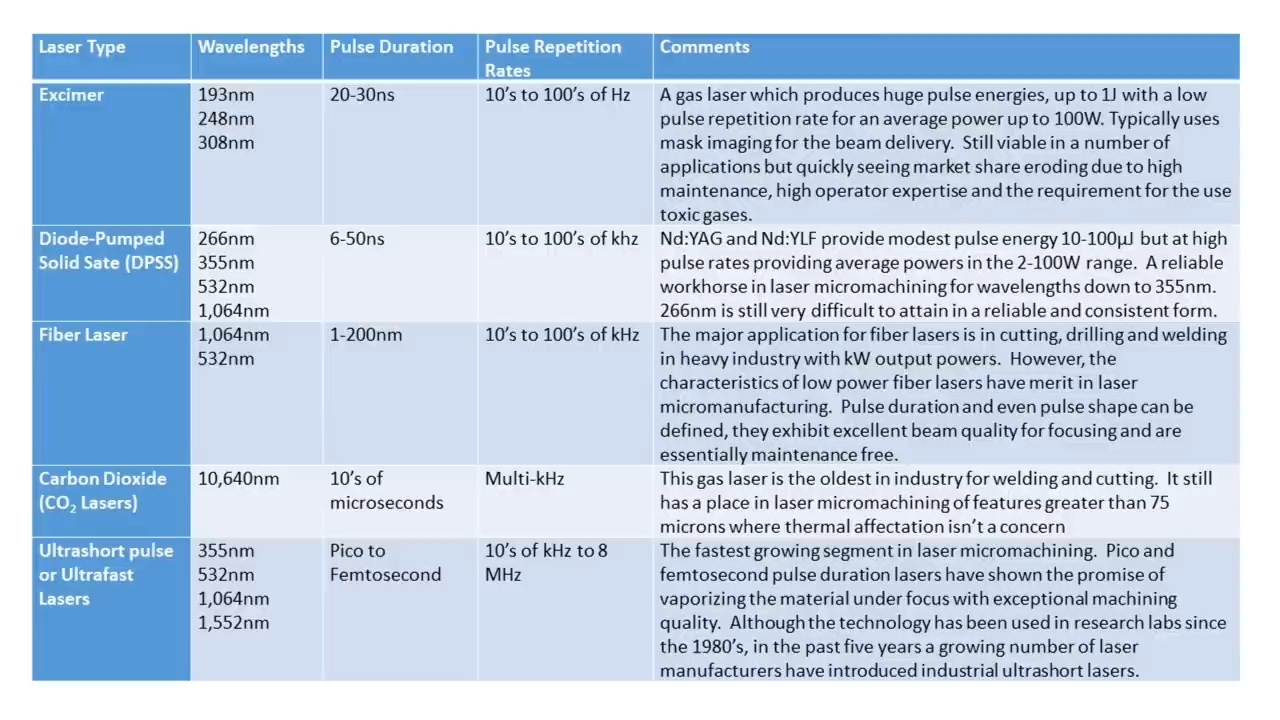 Laser Type
Wavelengths
Pulse Duration
Pulse Repetition
Rates
Comments
Excimer
193nm
248nm
308nm
20-30ns
10’s to 100’s of Hz
A gas laser which produces huge pulse energies, up to 1J with a low
pulse repetition rate for an average power up to 100W. Typically uses
mask imaging for the beam delivery.  Still viable in a number of
applications but quickly seeing market share eroding due to high
maintenance, high operator expertise and the requirement for the use
toxic gases.
Diode-Pumped
Solid Sate (DPSS)
266nm
355nm
532nm
1,064nm
6-50ns
10’s to 100’s of khz
Nd:YAG and Nd:YLF provide modest pulse energy 10-100µJ but at high
pulse rates providing average powers in the 2-100W range.  A reliable
workhorse in laser micromachining for wavelengths down to 355nm.
266nm is still very difficult to attain in a reliable and consistent form.
Fiber Laser
1,064nm
532nm
1-200nm
10’s to 100’s of kHz
The major application for fiber lasers is in cutting, drilling and welding
in heavy industry with kW output powers.  However, the
characteristics of low power fiber lasers have merit in laser
micromanufacturing.  Pulse duration and even pulse shape can be
defined, they exhibit excellent beam quality for focusing and are
essentially maintenance free.
Carbon Dioxide
(CO₂ Lasers)
10,640nm
10’s of
microseconds
Multi-kHz
This gas laser is the oldest in industry for welding and cutting.  It still
has a place in laser micromachining of features greater than 75
microns where thermal affectation isn’t a concern
Ultrashort pulse
or Ultrafast
Lasers
355nm
532nm
1,064nm
1,552nm
Pico to
Femtosecond
10’s of kHz to 8
MHz
The fastest growing segment in laser micromachining.  Pico and
femtosecond pulse duration lasers have shown the promise of
vaporizing the material under focus with exceptional machining
quality.  Although the technology has been used in research labs since
the 1980’s, in the past five years a growing number of laser
manufacturers have introduced industrial ultrashort lasers.